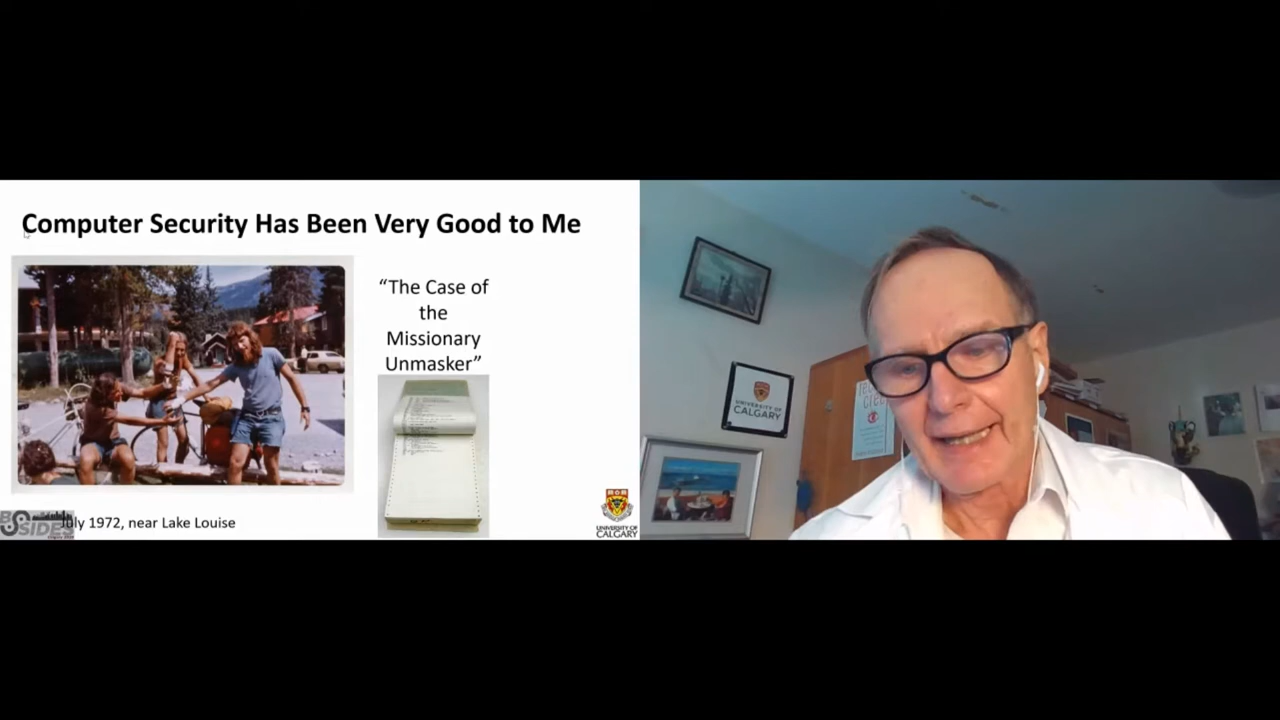 Computer Security Has Been Very Good to Me
“The Case of
the
Missionary
Unmasker”
July 1972, near Lake Louise
SIDES
UNIVERSITY OF
CALGARY
UNIVERSITY OF
CALGARY